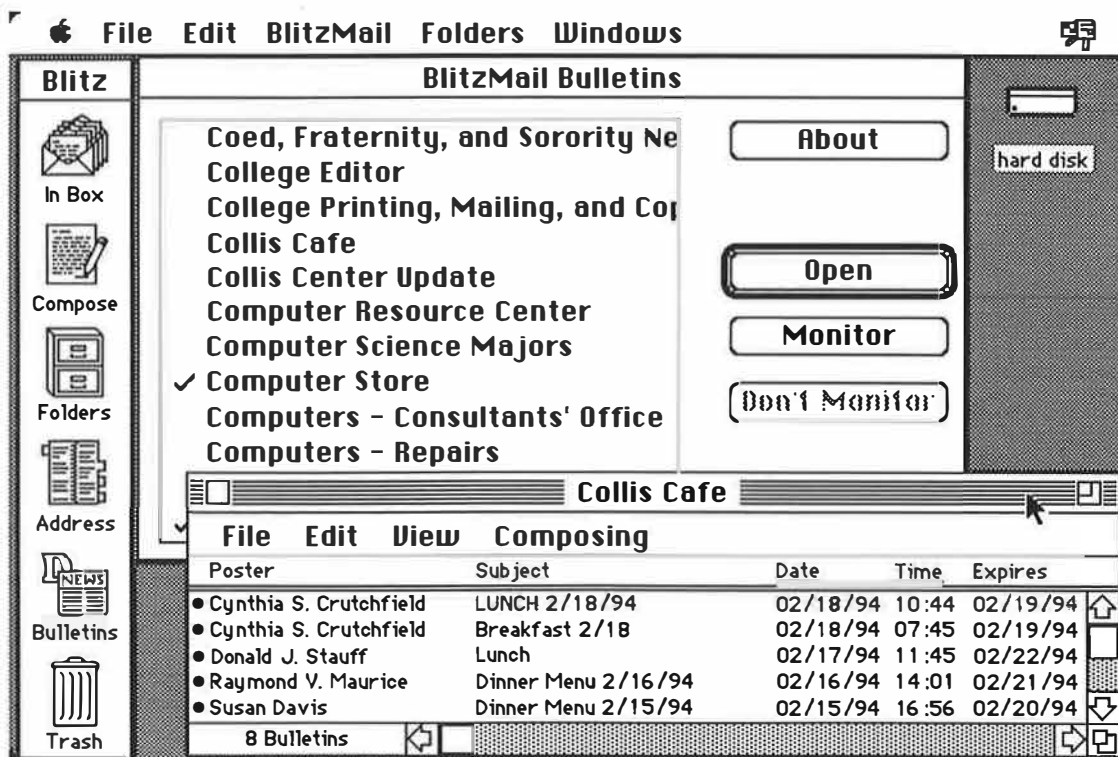 File Edit BlitzMail Folders Windows
Blitz
In Box
Compose
Folders
Address
NEWS
Bulletins
Trash
BlitzMail Bulletins
Coed, Fraternity, and Sorority Ne
College Editor
College Printing, Mailing, and Cop
Collis Cafe
Collis Center Update
Computer Resource Center
Computer Science Majors
✓ Computer Store
Computers - Consultants' Office
Computers - Repairs
About
Open
Monitor
Don't Monitor
hard disk
Collis Cafe
File Edit View Composing
Poster Subject Date Time Expires
• Cynthia S. Crutchfield LUNCH 2/18/94 02/18/94 10:44 02/19/94
• Cynthia S. Crutchfield Breakfast 2/18 02/18/94 07:45 02/19/94
• Donald J. Stauff Lunch 02/17/94 11:45 02/22/94
• Raymond V. Maurice Dinner Menu 2/16/94 02/16/94 14:01 02/21/94
• Susan Davis Dinner Menu 2/15/94 02/15/94 16:56 02/20/94
8 Bulletins